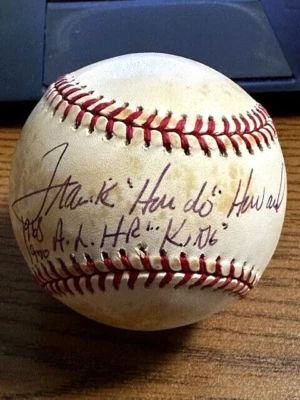 Frank "Hondo" Howard
1968
1970 A.L. HR "King"